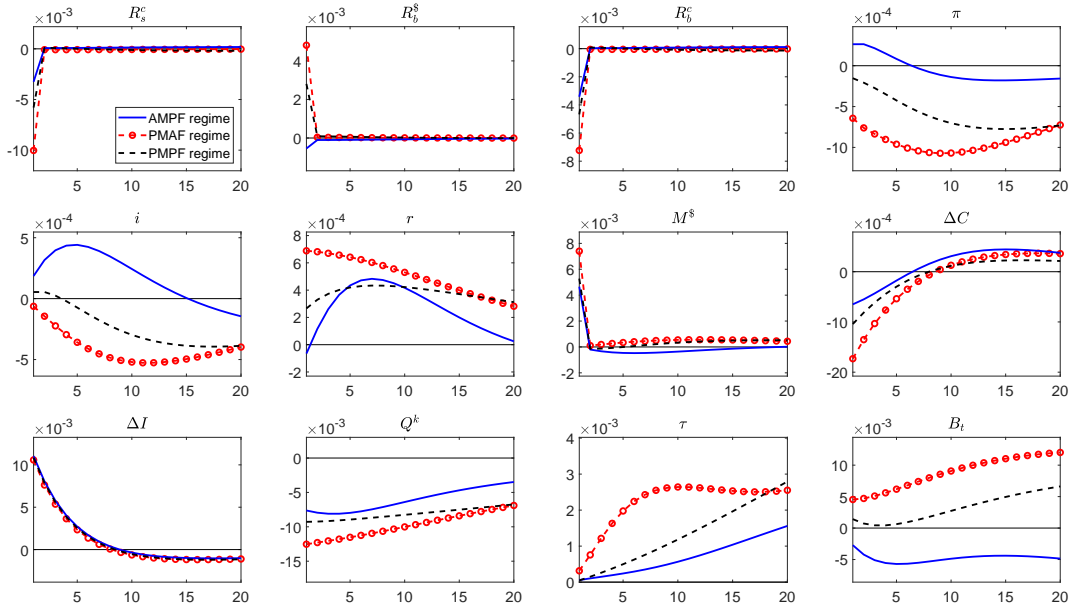 R_s^c R_b^$ R_b^c π
×10^-3 ×10^-3 ×10^-3 ×10^-4
0 4 0 0
-5 2 -2 -5
-10 0 -4 -10
-6
-8
AMPF regime
PMAF regime
PMPF regime
5 10 15 20 5 10 15 20 5 10 15 20 5 10 15 20
i r M^$ ΔC
×10^-4 ×10^-4 ×10^-3 ×10^-4
5 8 8 0
0 6 6 -10
-5 4 4 -20
2 2
0 0
-2 -2
5 10 15 20 5 10 15 20 5 10 15 20 5 10 15 20
ΔI Q^k τ B_t
×10^-3 ×10^-3 ×10^-3 ×10^-3
10 0 4 10
5 -5 3 5
0 -10 2 0
-15 1 -5
0
5 10 15 20 5 10 15 20 5 10 15 20 5 10 15 20